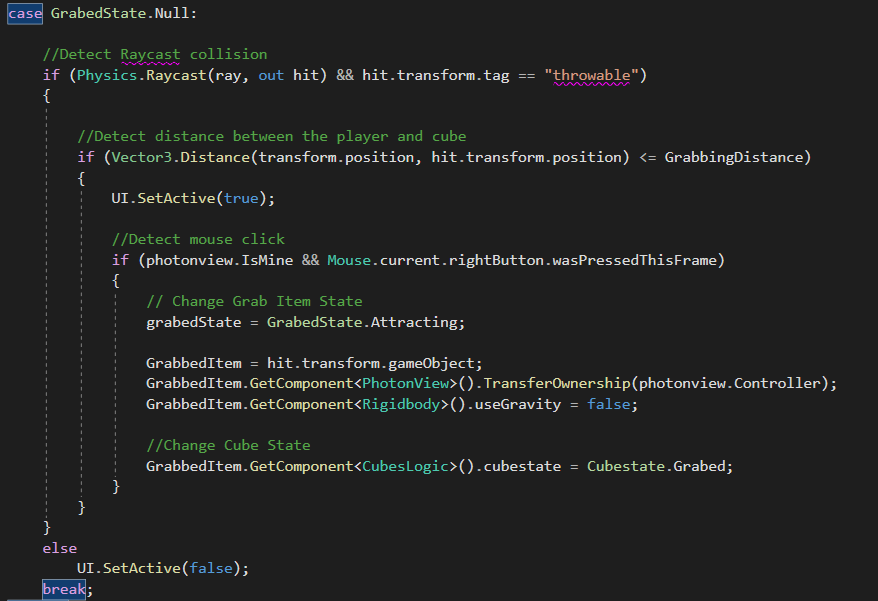 case GrabedState.Null:
//Detect Raycast collision
if (Physics.Raycast(ray, out hit) && hit.transform.tag == "throwable")
{
//Detect distance between the player and cube
if (Vector3.Distance(transform.position, hit.transform.position) <= GrabbingDistance)
{
UI.SetActive(true);
//Detect mouse click
if (photonview.IsMine && Mouse.current.rightButton.wasPressedThisFrame)
{
// Change Grab Item State
grabedState = GrabedState.Attracting;
GrabbedItem = hit.transform.gameObject;
GrabbedItem.GetComponent<PhotonView>().TransferOwnership(photonview.Controller);
GrabbedItem.GetComponent<Rigidbody>().useGravity = false;
//Change Cube State
GrabbedItem.GetComponent<CubesLogic>().cubestate = Cubestate.Grabed;
}
}
}
else
UI.SetActive(false);
break;